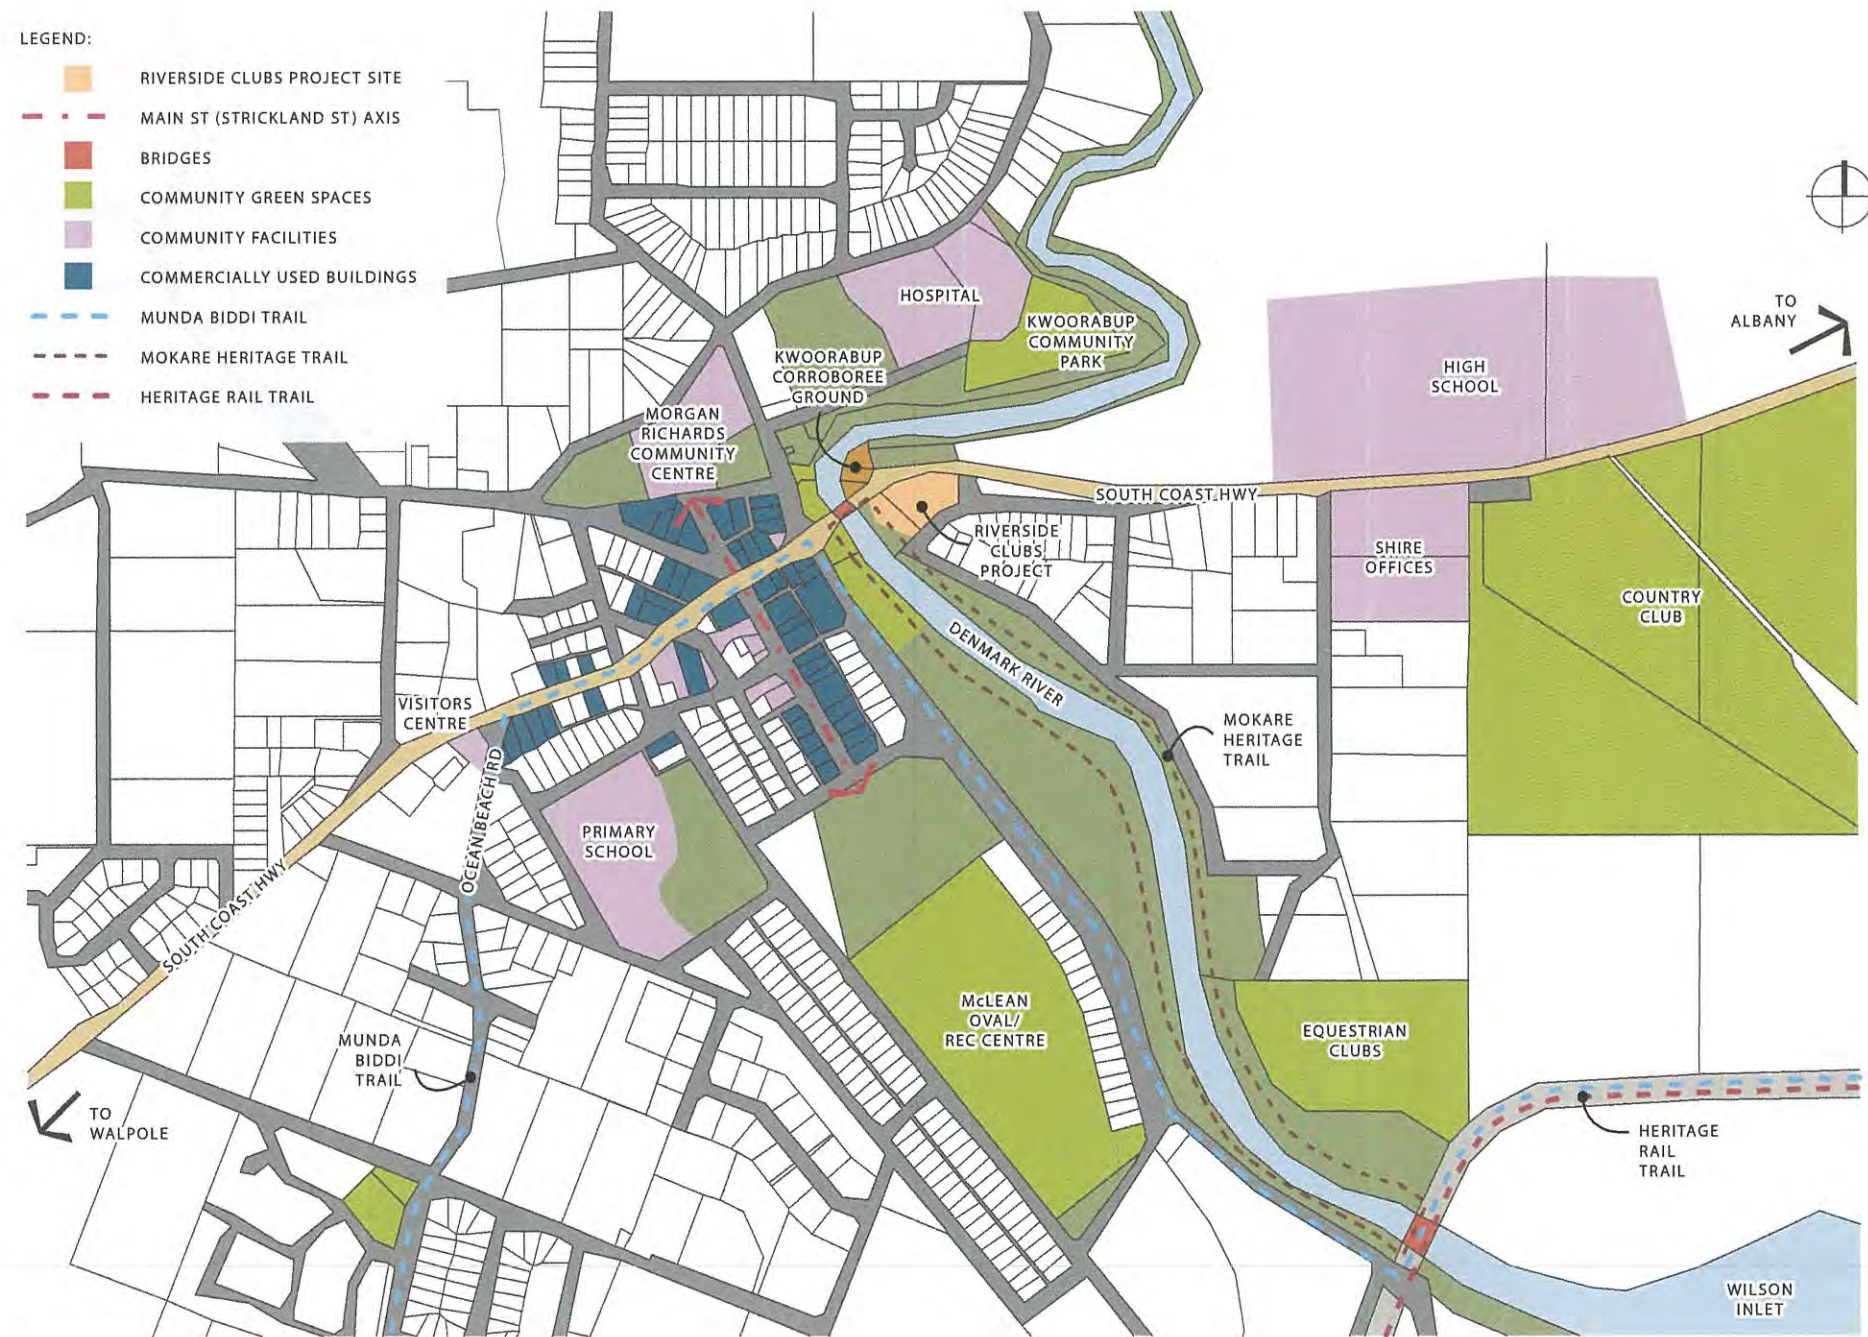 LEGEND:
RIVERSIDE CLUBS PROJECT SITE
MAIN ST (STRICKLAND ST) AXIS
BRIDGES
COMMUNITY GREEN SPACES
COMMUNITY FACILITIES
COMMERCIALLY USED BUILDINGS
MUNDA BIDDI TRAIL
MOKARE HERITAGE TRAIL
HERITAGE RAIL TRAIL
HOSPITAL
KWOORABUP
COMMUNITY
PARK
KWOORABUP
CORROBOREE
GROUND
TO
ALBANY
HIGH
SCHOOL
MORGAN
RICHARDS
COMMUNITY
CENTRE
SOUTH COAST HWY
RIVERSIDE
CLUBS
PROJECT
SHIRE
OFFICES
COUNTRY
CLUB
DENMARK RIVER
VISITORS
CENTRE
MOKARE
HERITAGE
TRAIL
OCEAN BEACH RD
PRIMARY
SCHOOL
SOUTH COAST HWY
McLEAN
OVAL/
REC CENTRE
EQUESTRIAN
CLUBS
MUNDA
BIDDI
TRAIL
TO
WALPOLE
HERITAGE
RAIL
TRAIL
WILSON
INLET